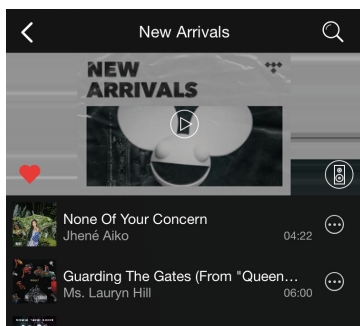 New Arrivals
NEW
ARRIVALS
None Of Your Concern
Jhené Aiko
04:22
Guarding The Gates (From "Queen...
Ms. Lauryn Hill
06:00